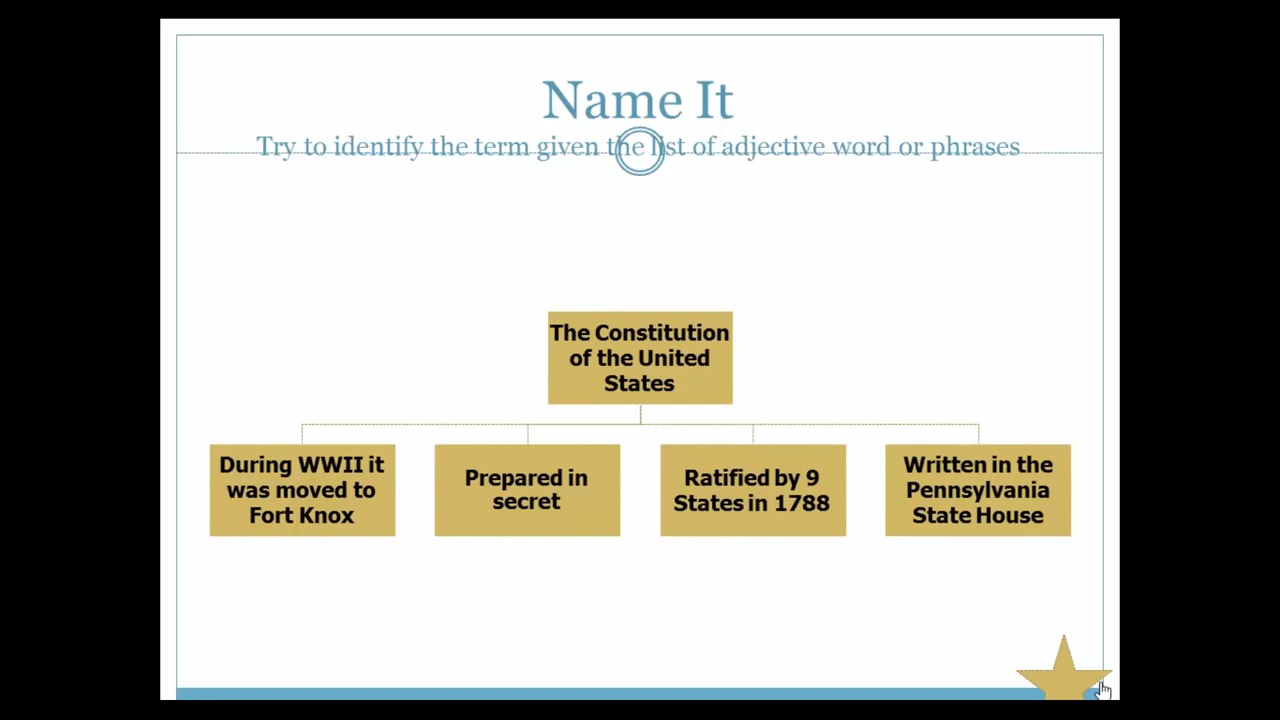 Name It
Try to identify the term given the list of adjective word or phrases
The Constitution
of the United
States
During WWII it
was moved to
Fort Knox
Prepared in
secret
Ratified by 9
States in 1788
Written in the
Pennsylvania
State House